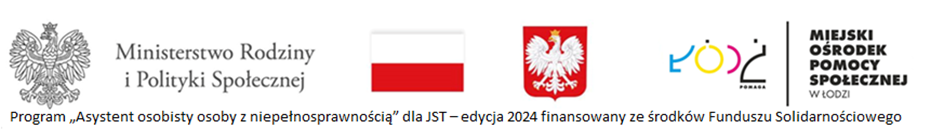 Ministerstwo Rodziny
i Polityki Społecznej
ŁÓDŹ
POMAGA
MIEJSKI
OŚRODEK
POMOCY
SPOŁECZNEJ
W ŁODZI
Program „Asystent osobisty osoby z niepełnosprawnością” dla JST – edycja 2024 finansowany ze środków Funduszu Solidarnościowego